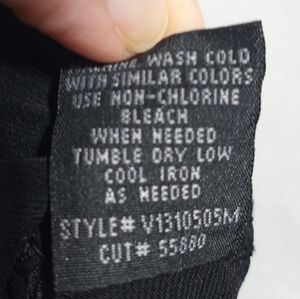 WASH COLD
WITH SIMILAR COLORS
USE NON-CHLORINE
BLEACH
WHEN NEEDED
TUMBLE DRY LOW
COOL IRON
AS NEEDED
STYLE# V1310505M
CUT# 55880